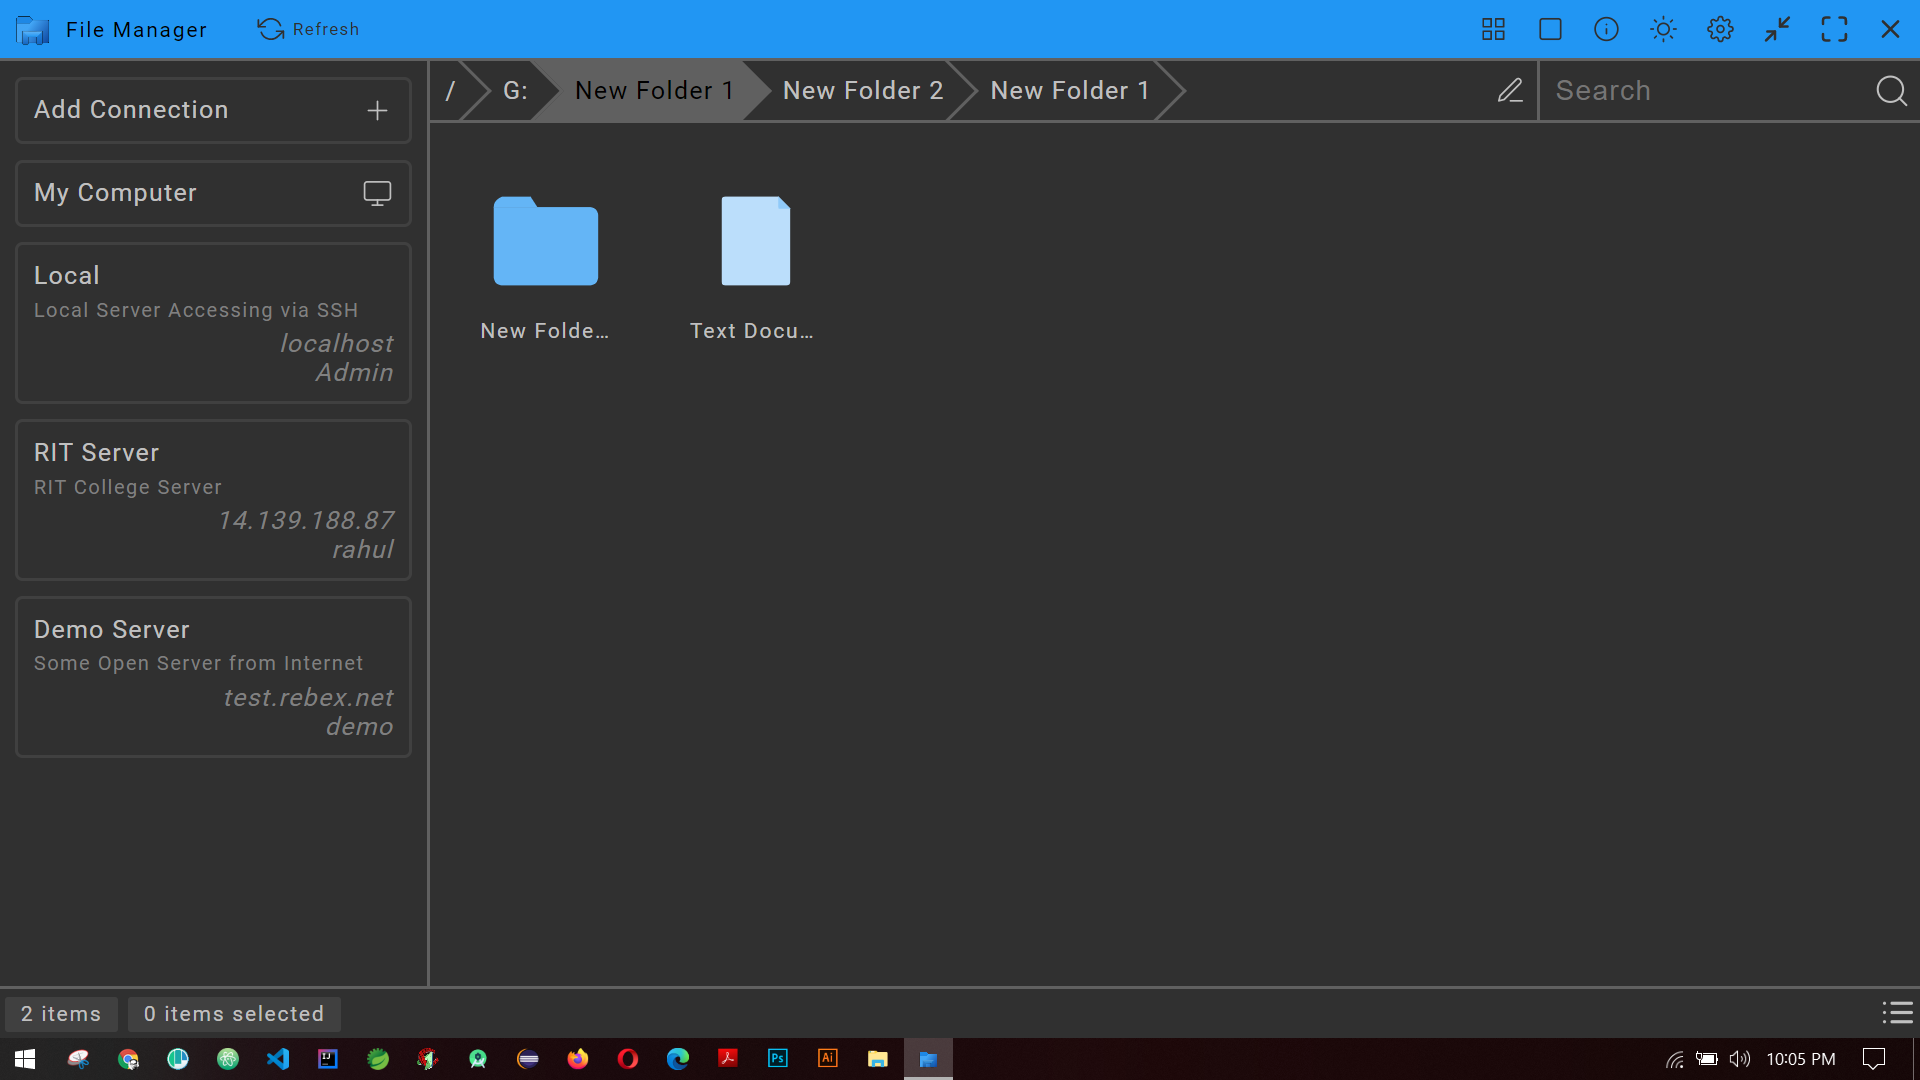 File Manager
Refresh
/
G:
New Folder 1
New Folder 2
New Folder 1
Search
Add Connection
My Computer
Local
Local Server Accessing via SSH
localhost
Admin
RIT Server
RIT College Server
14.139.188.87
rahul
Demo Server
Some Open Server from Internet
test.rebex.net
demo
New Folde...
Text Docu...
2 items
0 items selected
IJ
Ps
Ai
10:05 PM